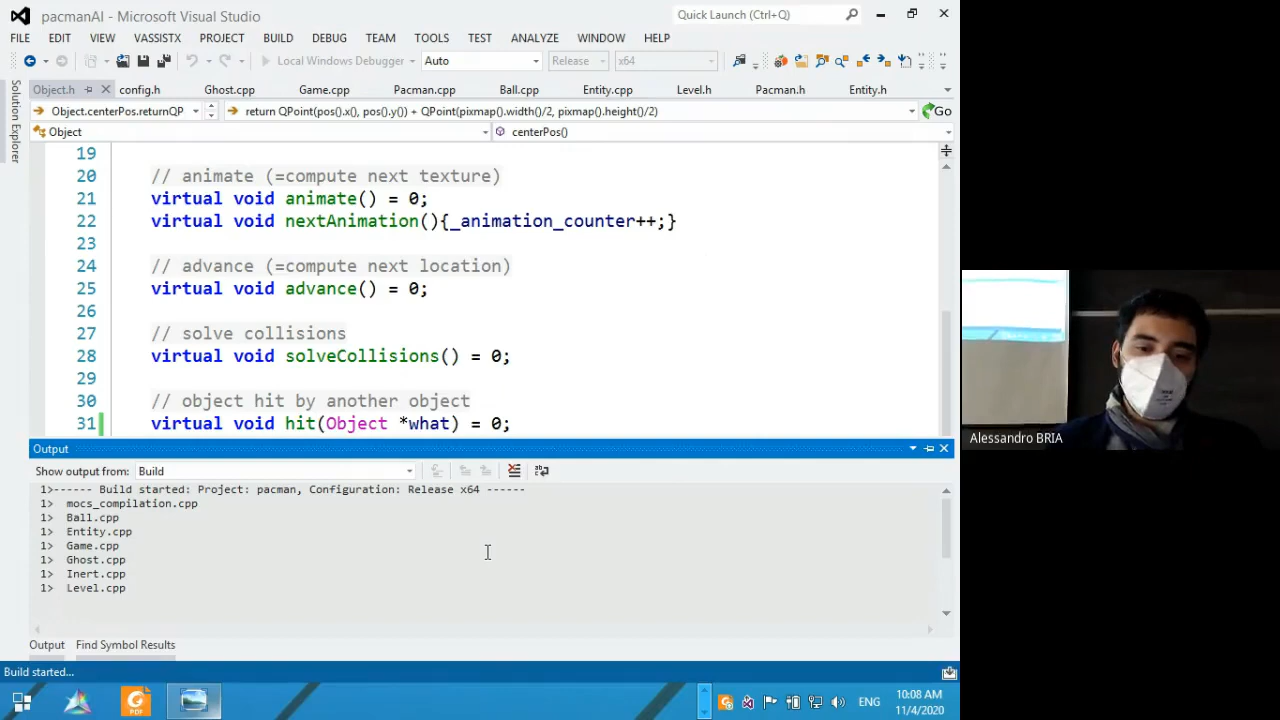 pacmanAI - Microsoft Visual Studio
Quick Launch (Ctrl+Q)
FILE EDIT VIEW VASSISTX PROJECT BUILD DEBUG TEAM TOOLS TEST ANALYZE WINDOW HELP
Local Windows Debugger Auto Release x64
Solution Explorer
Object.h config.h Ghost.cpp Game.cpp Pacman.cpp Ball.cpp Entity.cpp Level.h Pacman.h Entity.h
Object.centerPos.returnQP return QPoint(pos().x(), pos().y()) + QPoint(pixmap().width()/2, pixmap().height()/2) Go
Object centerPos()
19
20 // animate (=compute next texture)
21 virtual void animate() = 0;
22 virtual void nextAnimation(){_animation_counter++;}
23
24 // advance (=compute next location)
25 virtual void advance() = 0;
26
27 // solve collisions
28 virtual void solveCollisions() = 0;
29
30 // object hit by another object
31 virtual void hit(Object *what) = 0;
Output
Show output from: Build
1>------ Build started: Project: pacman, Configuration: Release x64 ------
1> mocs_compilation.cpp
1> Ball.cpp
1> Entity.cpp
1> Game.cpp
1> Ghost.cpp
1> Inert.cpp
1> Level.cpp
Output Find Symbol Results
Build started...
PDF
ENG
10:08 AM
11/4/2020
Alessandro BRIA